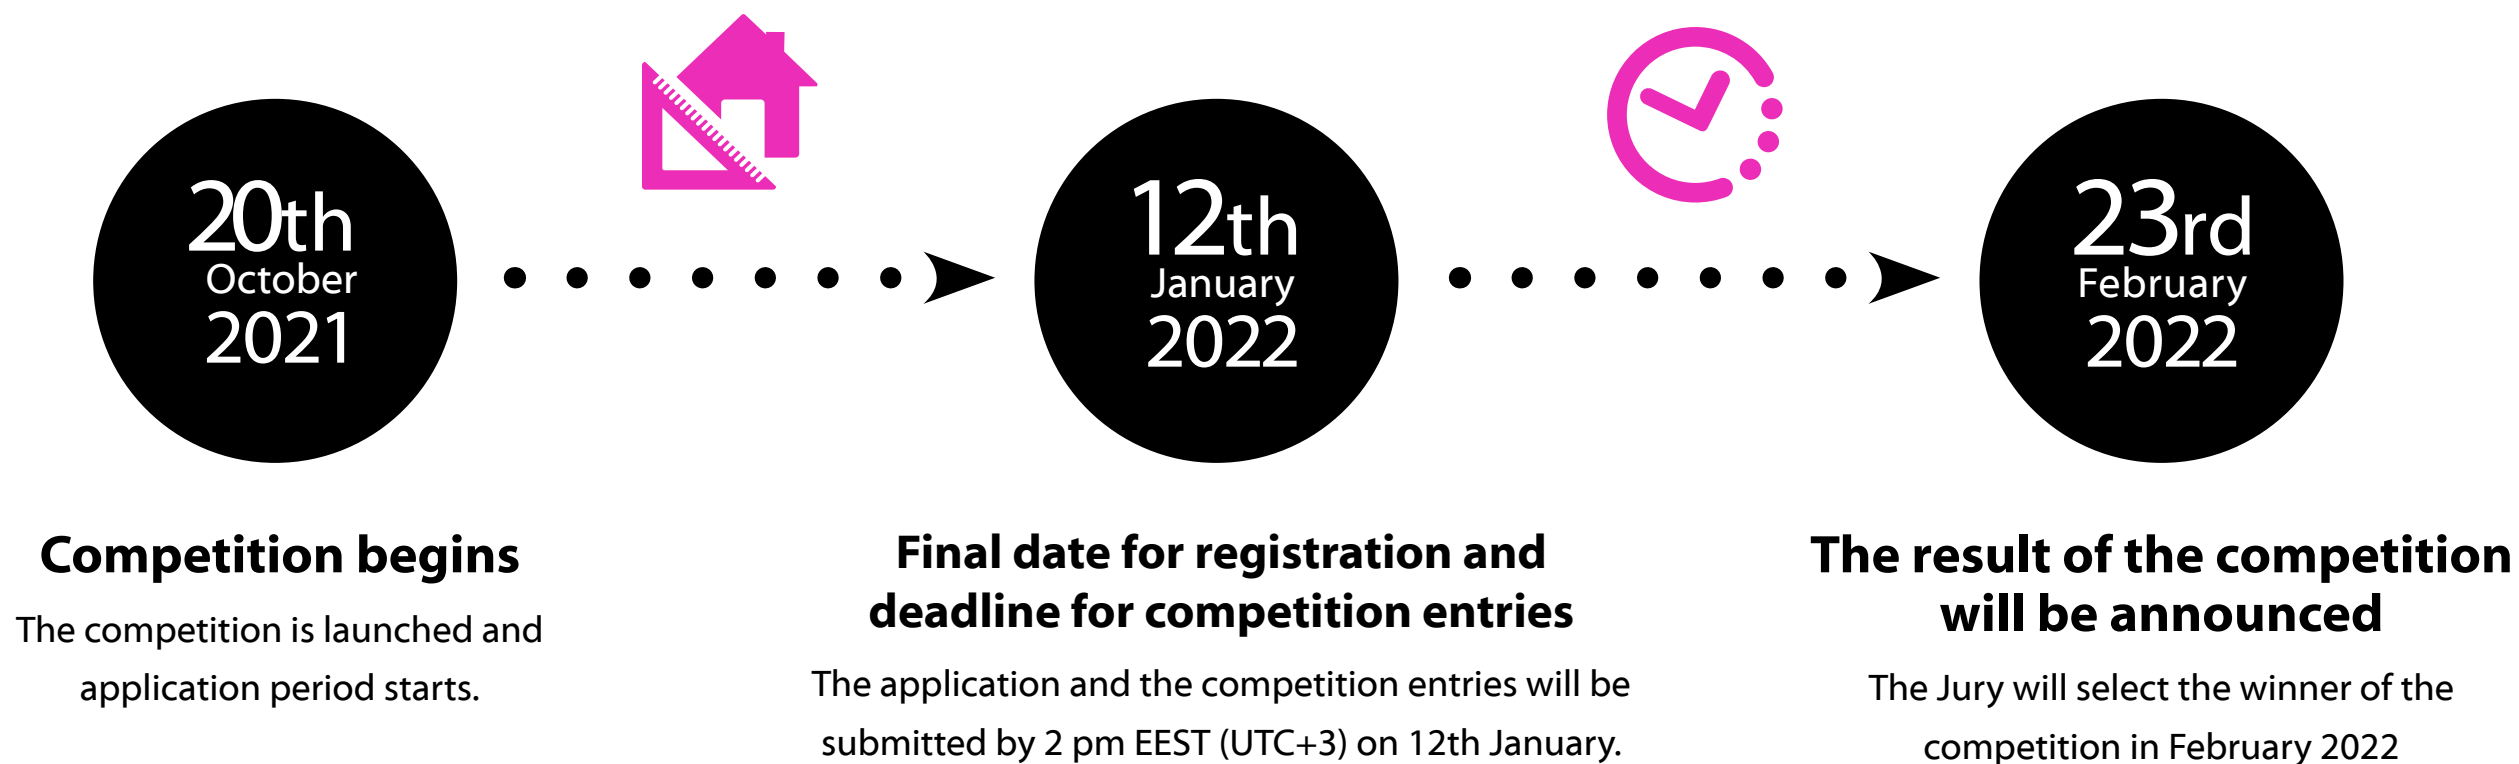 20th
October
2021
12th
January
2022
23rd
February
2022
Competition begins
The competition is launched and
application period starts.
Final date for registration and
deadline for competition entries
The application and the competition entries will be
submitted by 2 pm EEST (UTC+3) on 12th January.
The result of the competition
will be announced
The Jury will select the winner of the
competition in February 2022